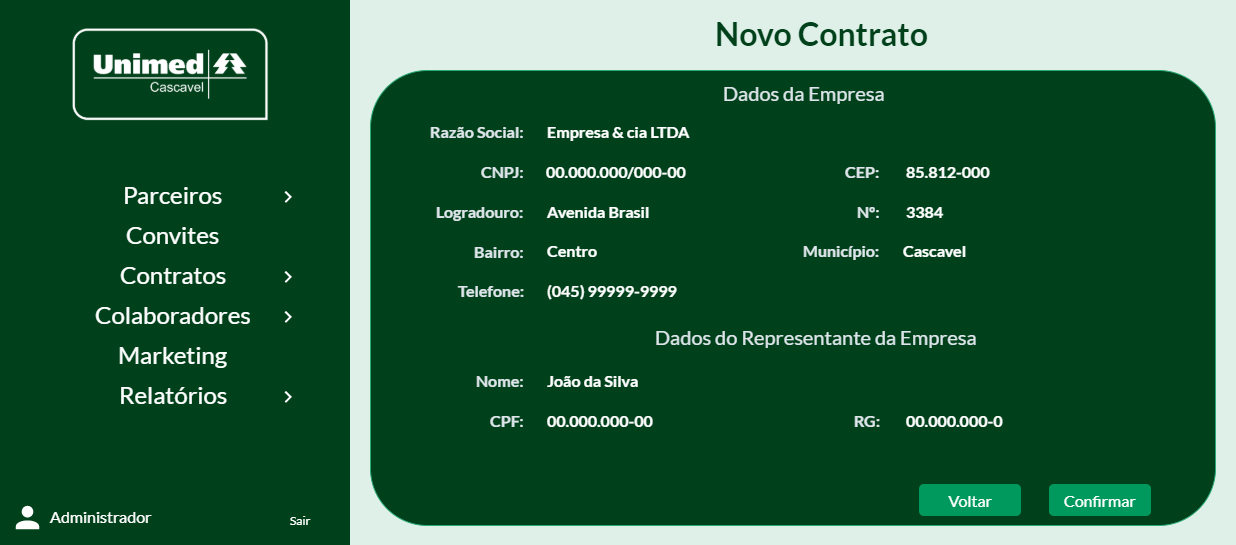 Unimed
Cascavel
Parceiros
Convites
Contratos
Colaboradores
Marketing
Relatórios
Administrador
Sair
Novo Contrato
Dados da Empresa
Razão Social: Empresa & cia LTDA
CNPJ: 00.000.000/000-00 CEP: 85.812-000
Logradouro: Avenida Brasil Nº: 3384
Bairro: Centro Município: Cascavel
Telefone: (045) 99999-9999
Dados do Representante da Empresa
Nome: João da Silva
CPF: 00.000.000-00 RG: 00.000.000-0
Voltar Confirmar